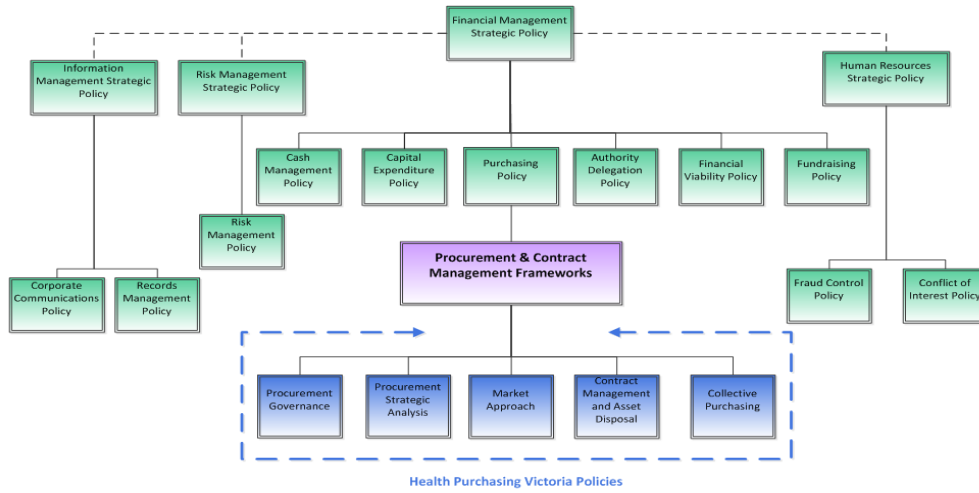 Financial Management
Strategic Policy
Information
Management Strategic
Policy
Risk Management
Strategic Policy
Human Resources
Strategic Policy
Cash
Management
Policy
Capital
Expenditure
Policy
Purchasing
Policy
Authority
Delegation
Policy
Financial
Viability Policy
Fundraising
Policy
Risk
Management
Policy
Procurement & Contract
Management Frameworks
Corporate
Communications
Policy
Records
Management
Policy
Fraud Control
Policy
Conflict of
Interest Policy
Procurement
Governance
Procurement
Strategic
Analysis
Market
Approach
Contract
Management
and Asset
Disposal
Collective
Purchasing
Health Purchasing Victoria Policies